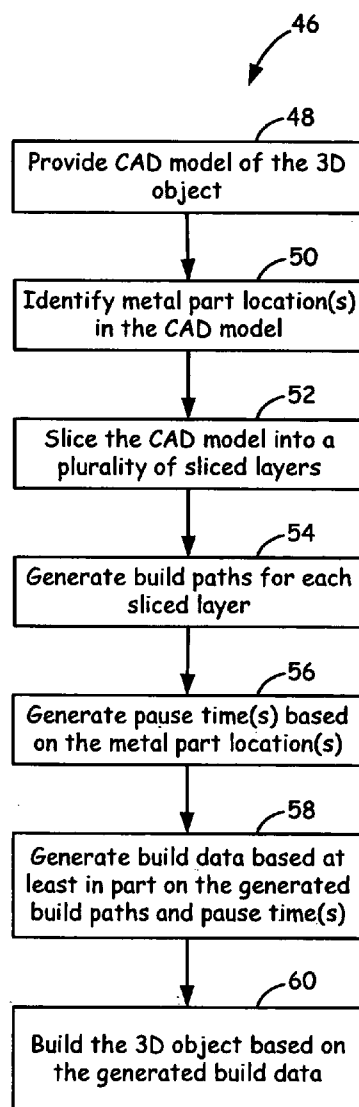 46
48
Provide CAD model of the 3D
object
50
Identify metal part location(s)
in the CAD model
52
Slice the CAD model into a
plurality of sliced layers
54
Generate build paths for each
sliced layer
56
Generate pause time(s) based
on the metal part location(s)
58
Generate build data based at
least in part on the generated
build paths and pause time(s)
60
Build the 3D object based on
the generated build data